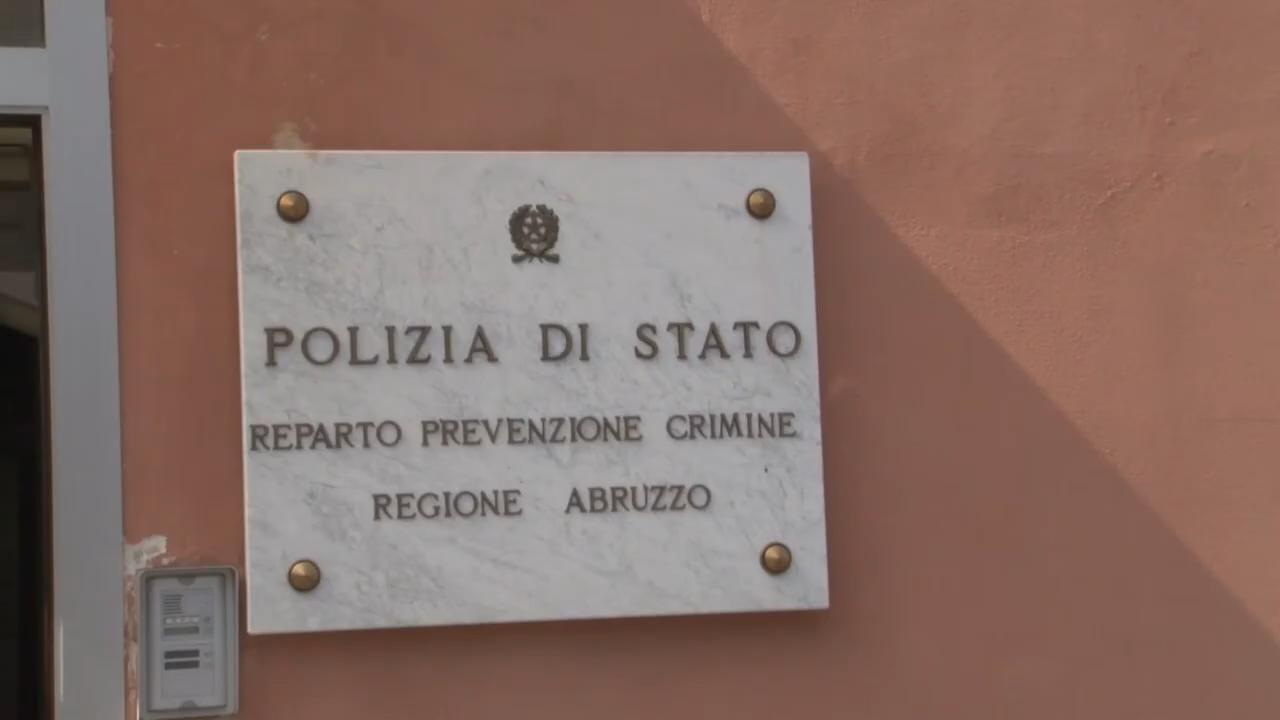 POLIZIA DI STATO
REPARTO PREVENZIONE CRIMINE
REGIONE ABRUZZO